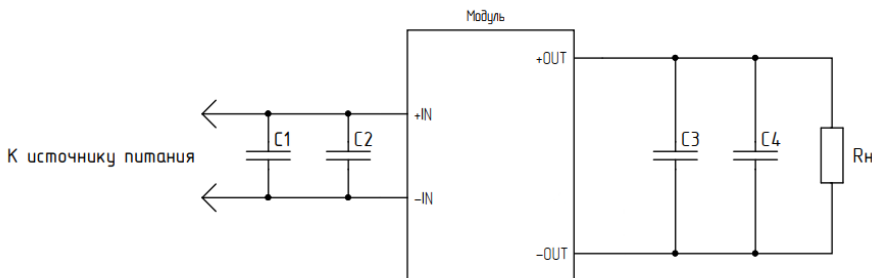 Модуль
+OUT
+IN
C1
C2
C3
C4
К источнику питания
Rн
-IN
-OUT